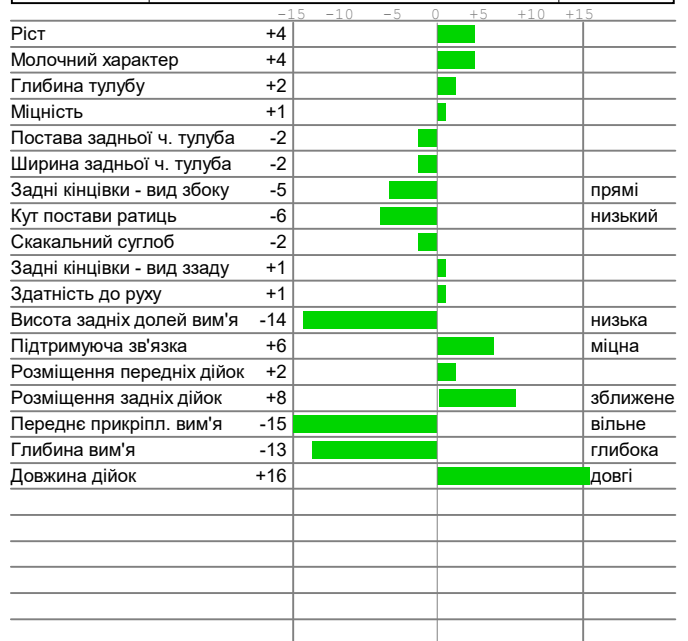 -15 -10 -5 0 +5 +10 +15
Ріст +4
Молочний характер +4
Глибина тулубу +2
Міцність +1
Постава задньої ч. тулуба -2
Ширина задньої ч. тулуба -2
Задні кінцівки - вид збоку -5 прямі
Кут постави ратиць -6 низький
Скакальний суглоб -2
Задні кінцівки - вид ззаду +1
Здатність до руху +1
Висота задніх долей вим'я -14 низька
Підтримуюча зв'язка +6 міцна
Розміщення передніх дійок +2
Розміщення задніх дійок +8 зближене
Переднє прикріпл. вим'я -15 вільне
Глибина вим'я -13 глибока
Довжина дійок +16 довгі